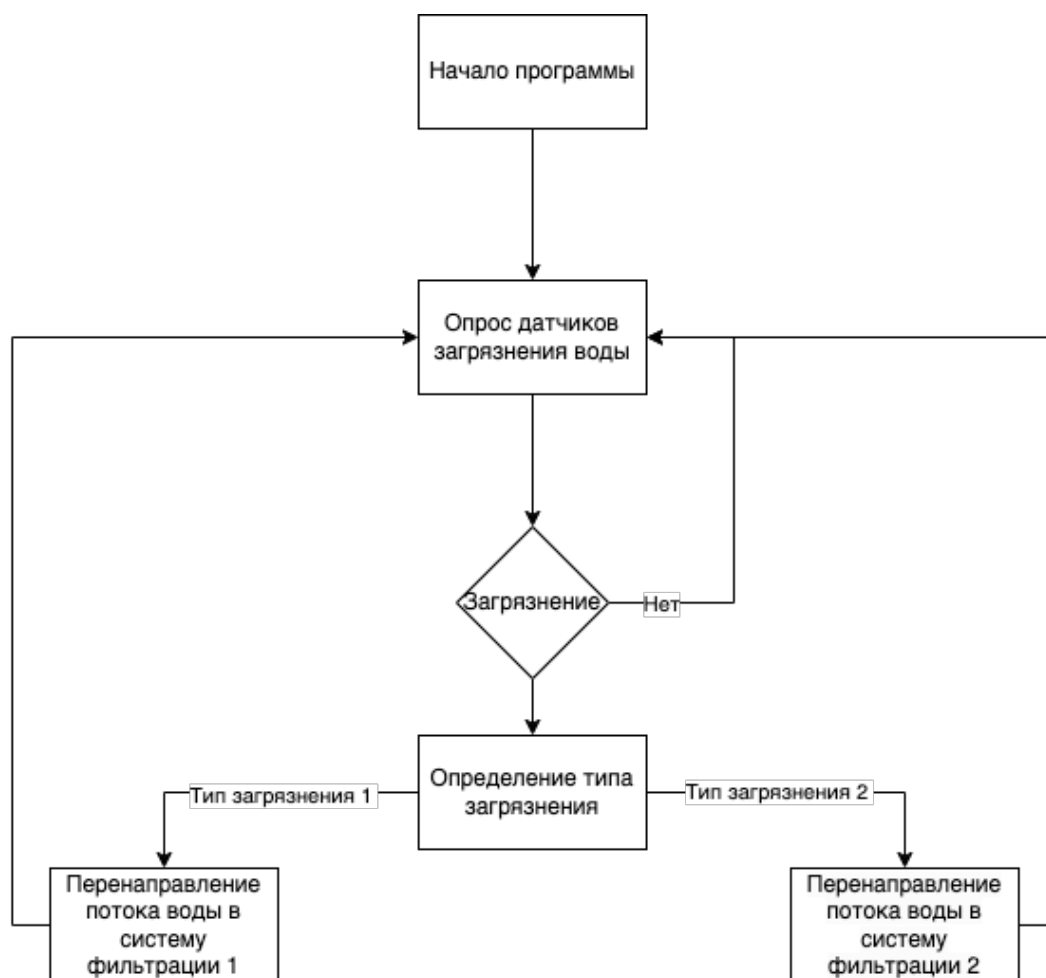 Начало программы
Опрос датчиков
загрязнения воды
Загрязнение
Нет
Определение типа
загрязнения
Тип загрязнения 1
Тип загрязнения 2
Перенаправление
потока воды в
систему
фильтрации 1
Перенаправление
потока воды в
систему
фильтрации 2